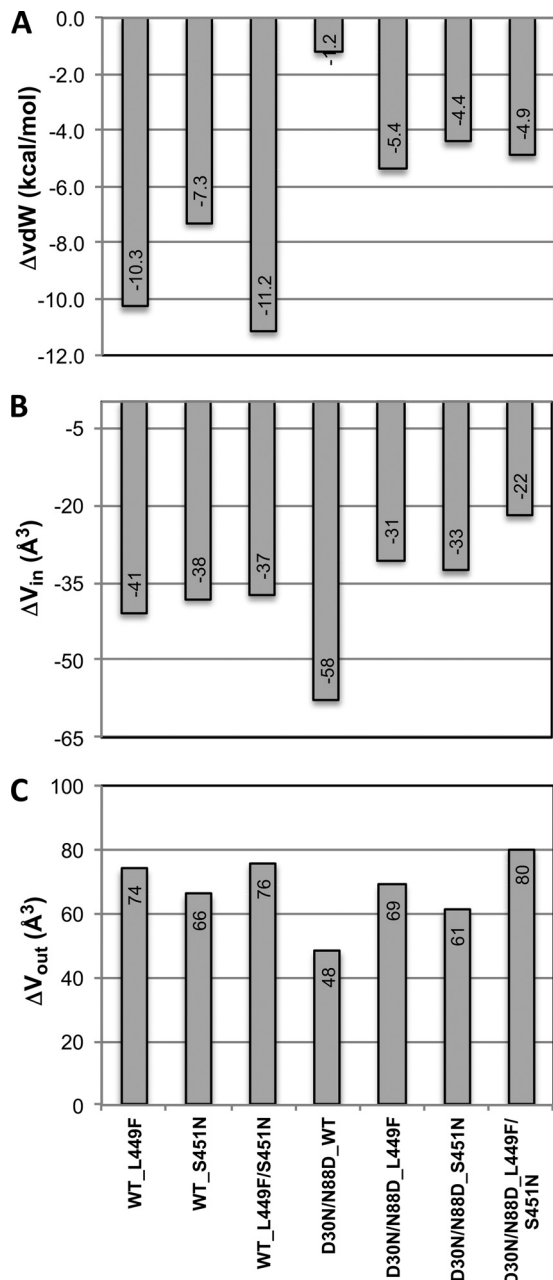 A
ΔvdW (kcal/mol)
0.0
-2.0
-4.0
-6.0
-8.0
-10.0
-12.0
-10.3
-7.3
-11.2
-1.2
-5.4
-4.4
-4.9
B
ΔVin (Å3)
-5
-20
-35
-50
-65
-41
-38
-37
-58
-31
-33
-22
C
ΔVout (Å3)
100
80
60
40
20
0
74
66
76
48
69
61
80
WT_L449F
WT_S451N
WT_L449F/S451N
D30N/N88D_WT
D30N/N88D_L449F
D30N/N88D_S451N
D30N/N88D_L449F/
S451N